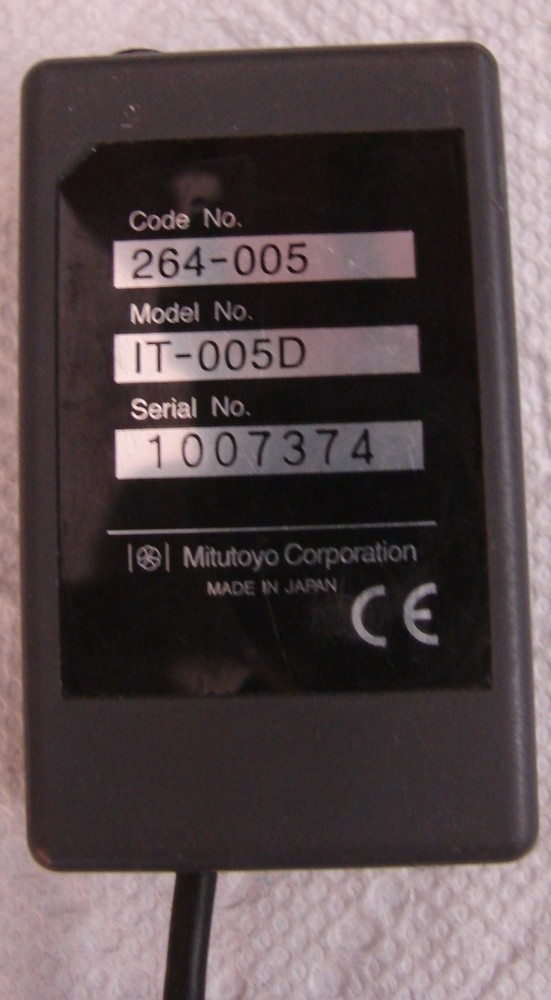 Code No.
264-005
Model No.
IT-005D
Serial No.
1007374
Mitutoyo Corporation
MADE IN JAPAN
CE